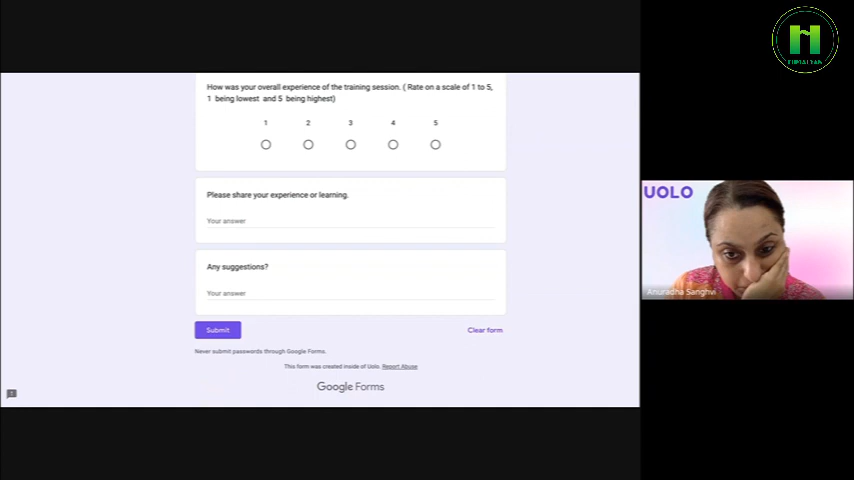 How was your overall experience of the training session. ( Rate on a scale of 1 to 5,
1 being lowest and 5 being highest)
1 2 3 4 5
Please share your experience or learning.
Your answer
Any suggestions?
Your answer
Submit Clear form
Never submit passwords through Google Forms.
This form was created inside of Uolo. Report Abuse
Google Forms
UOLO
Anuradha Sanghvi